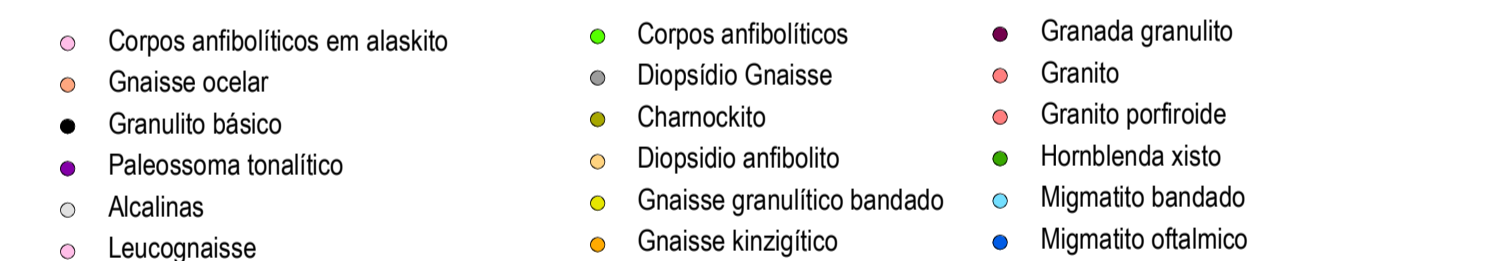 Corpos anfibolíticos em alaskito
Gnaisse ocelar
Granulito básico
Paleossoma tonalítico
Alcalinas
Leucognaisse
Corpos anfibolíticos
Diopsídio Gnaisse
Charnockito
Diopsidio anfibolito
Gnaisse granulítico bandado
Gnaisse kinzigítico
Granada granulito
Granito
Granito porfiroide
Hornblenda xisto
Migmatito bandado
Migmatito oftalmico